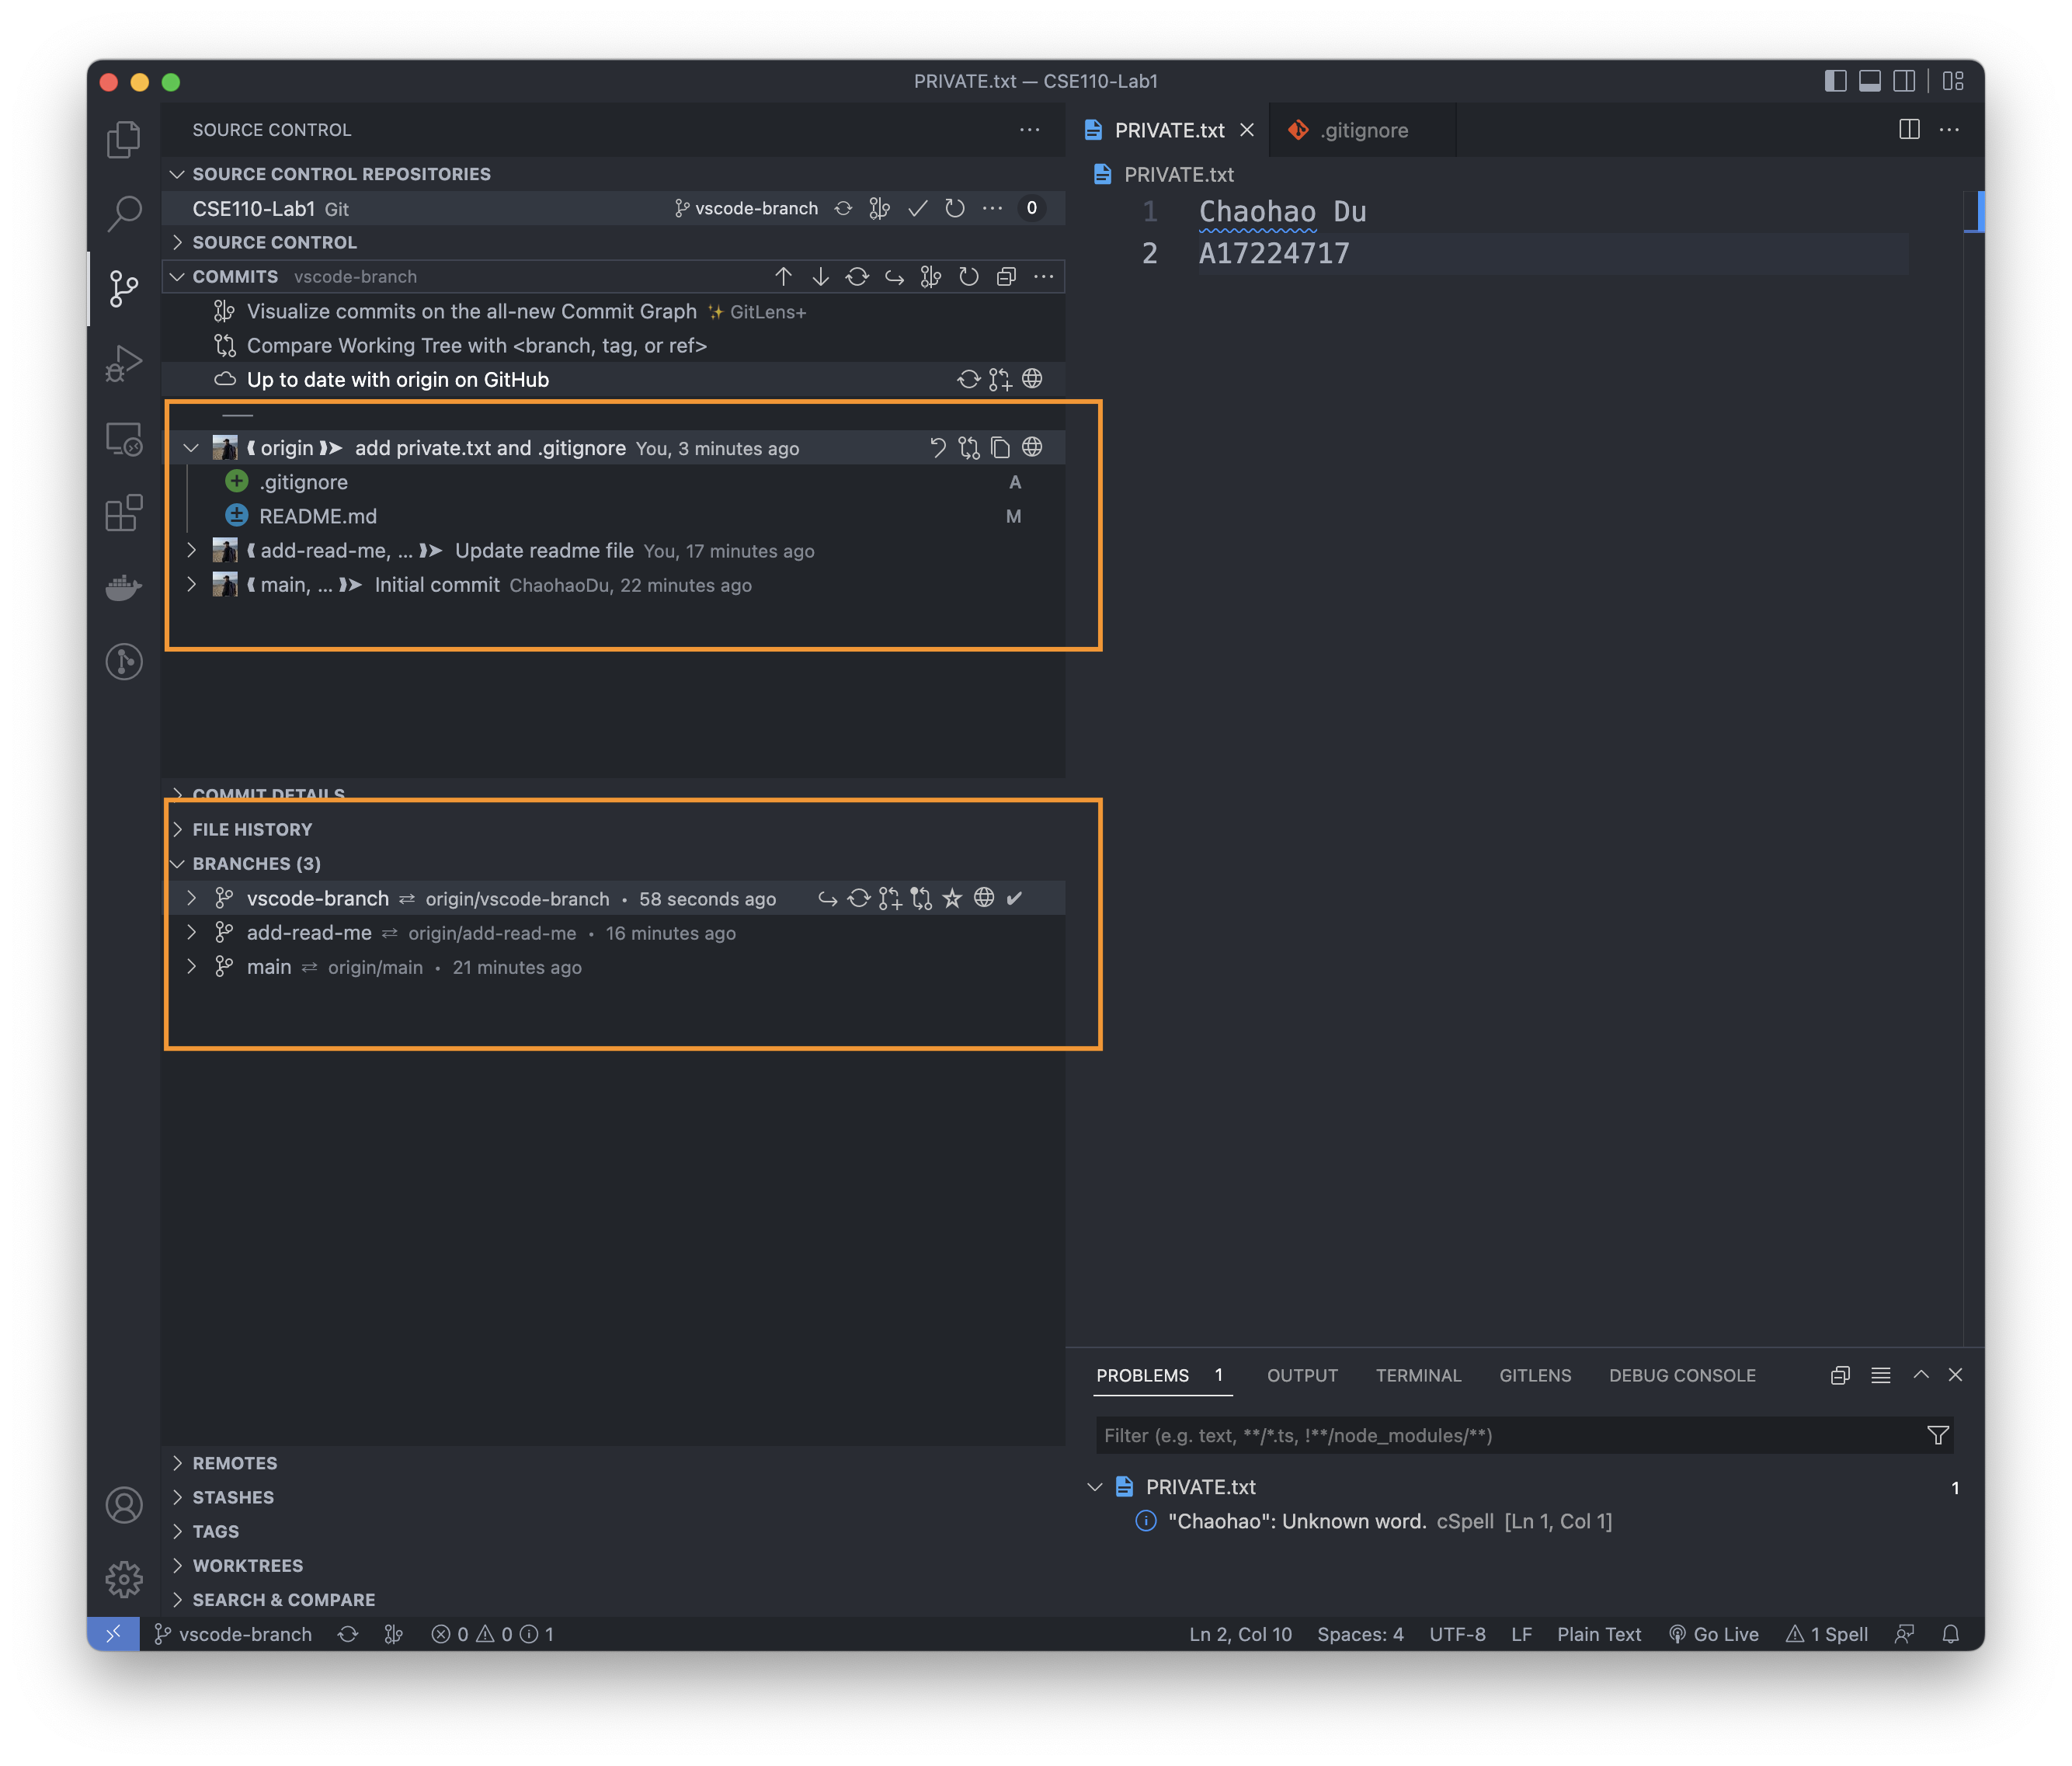 PRIVATE.txt — CSE110-Lab1
SOURCE CONTROL
SOURCE CONTROL REPOSITORIES
CSE110-Lab1 Git vscode-branch 0
SOURCE CONTROL
COMMITS vscode-branch
Visualize commits on the all-new Commit Graph ✨ GitLens+
Compare Working Tree with <branch, tag, or ref>
Up to date with origin on GitHub
origin add private.txt and .gitignore You, 3 minutes ago
.gitignore A
README.md M
add-read-me, ... Update readme file You, 17 minutes ago
main, ... Initial commit ChaohaoDu, 22 minutes ago
COMMIT DETAILS
FILE HISTORY
BRANCHES (3)
vscode-branch ⇄ origin/vscode-branch • 58 seconds ago
add-read-me ⇄ origin/add-read-me • 16 minutes ago
main ⇄ origin/main • 21 minutes ago
REMOTES
STASHES
TAGS
WORKTREES
SEARCH & COMPARE
PRIVATE.txt .gitignore
PRIVATE.txt
1 Chaohao Du
2 A17224717
PROBLEMS 1 OUTPUT TERMINAL GITLENS DEBUG CONSOLE
Filter (e.g. text, **/*.ts, !**/node_modules/**)
PRIVATE.txt 1
"Chaohao": Unknown word. cSpell [Ln 1, Col 1]
vscode-branch 0 0 1 Ln 2, Col 10 Spaces: 4 UTF-8 LF Plain Text Go Live 1 Spell